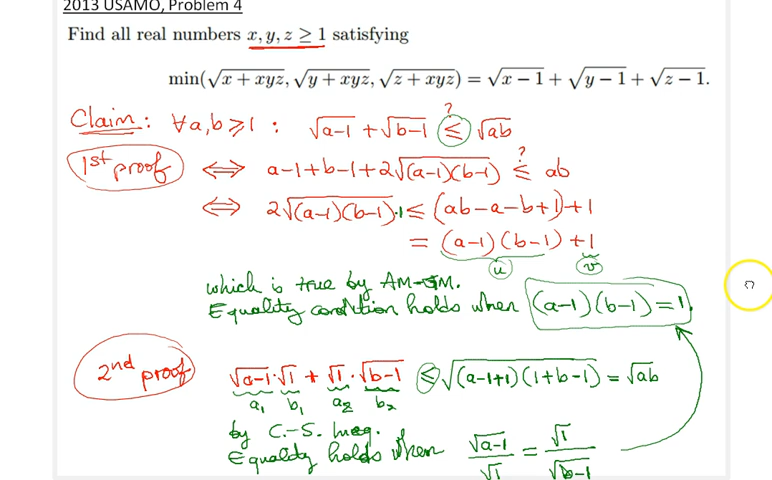 2013 USAMO, Problem 4
Find all real numbers x, y, z ≥ 1 satisfying
min(√(x + xyz), √(y + xyz), √(z + xyz)) = √(x − 1) + √(y − 1) + √(z − 1).
Claim: ∀a,b ≥ 1 : √(a-1) + √(b-1) ≤? √(ab)
1st proof ⟺ a-1+b-1+2√((a-1)(b-1)) ≤? ab
⟺ 2√((a-1)(b-1))·1 ≤ (ab-a-b+1)+1
= (a-1)(b-1)+1
u v
which is true by AM-GM.
Equality condition holds when (a-1)(b-1)=1.
2nd proof √(a-1)·√1 + √1·√(b-1) ≤ √((a-1+1)(1+b-1)) = √(ab)
a₁ b₁ a₂ b₂
by C.-S. Ineq.
Equality holds when √(a-1)/√1 = √1/√(b-1)